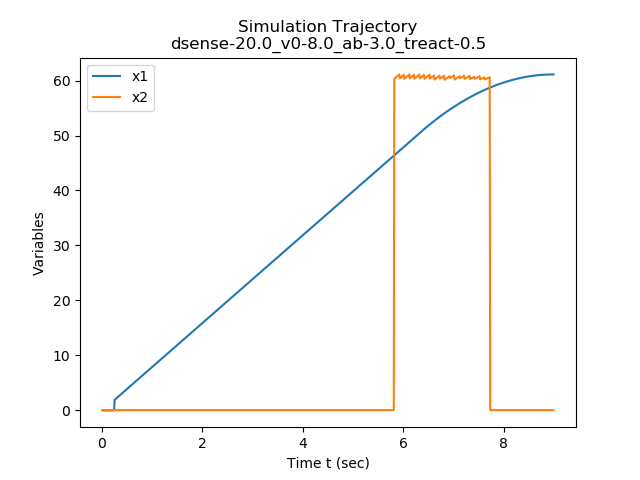 Simulation Trajectory
dsense-20.0_v0-8.0_ab-3.0_treact-0.5
x1
x2
60
50
40
30
20
10
0
Variables
0 2 4 6 8
Time t (sec)